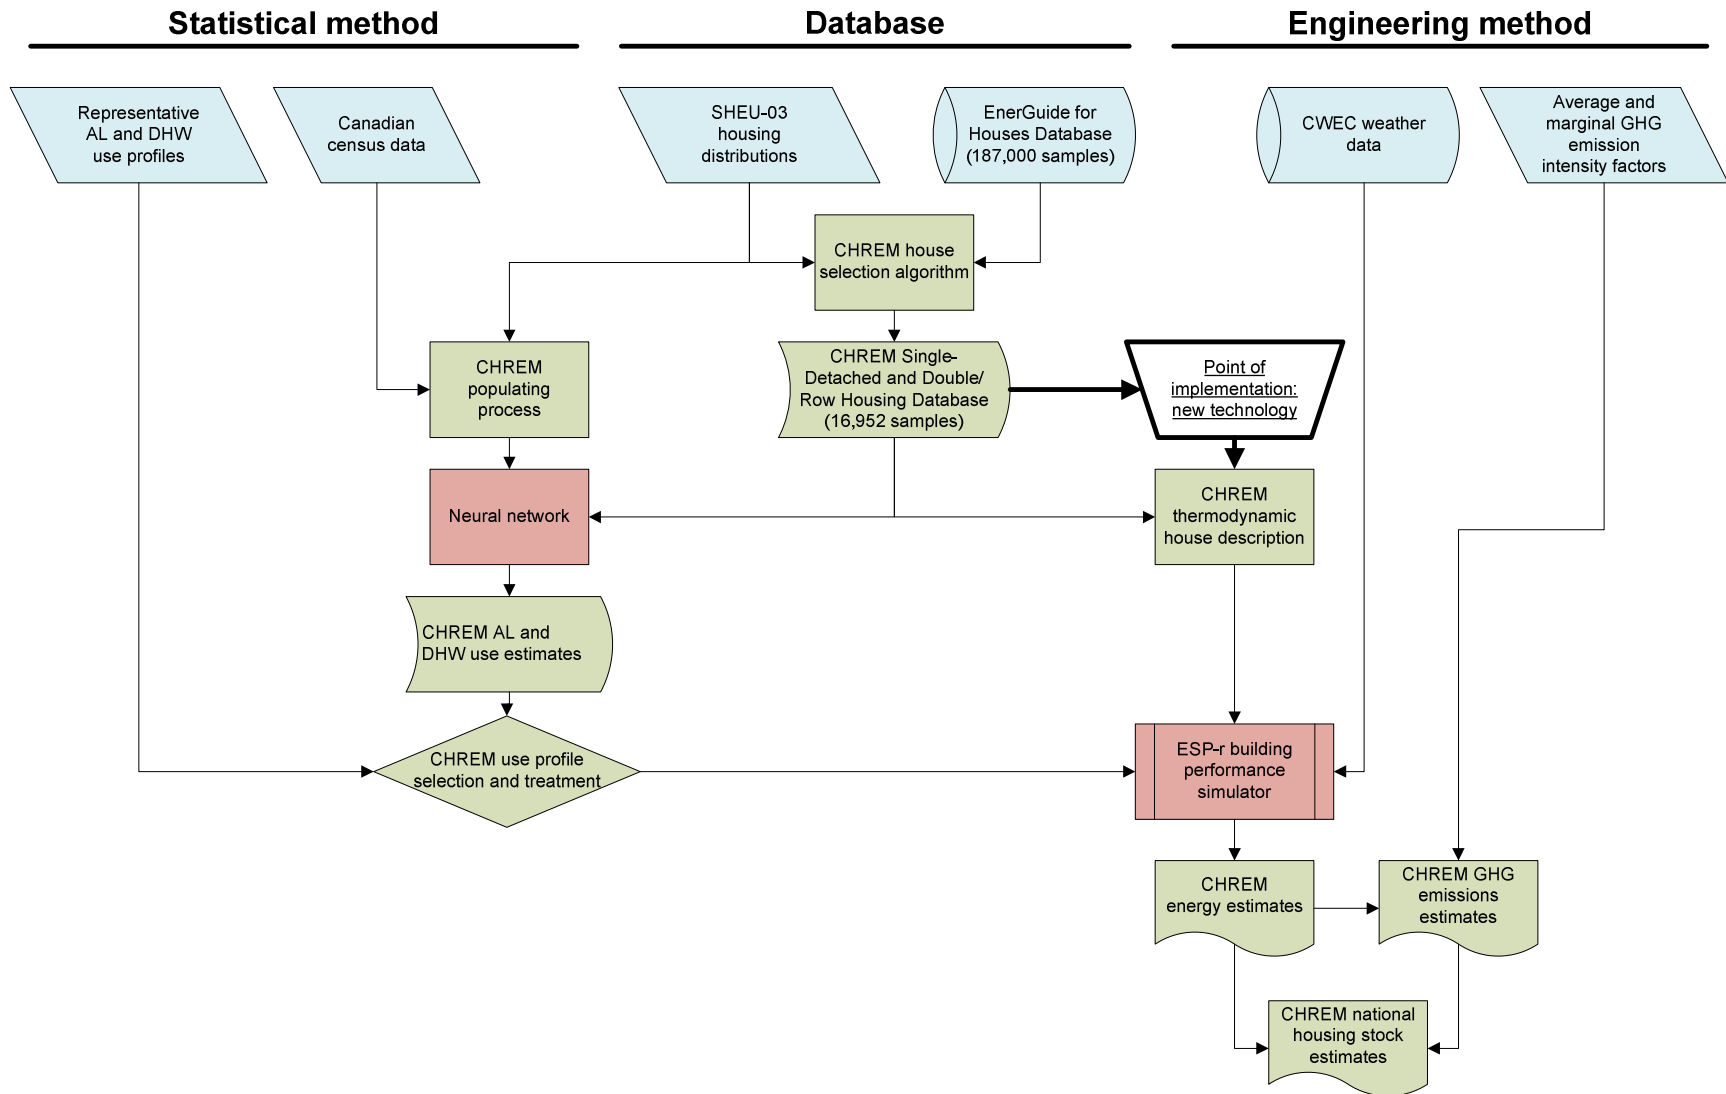 Statistical method
Database
Engineering method
Representative
AL and DHW
use profiles
Canadian
census data
SHEU-03
housing
distributions
EnerGuide for
Houses Database
(187,000 samples)
CWEC weather
data
Average and
marginal GHG
emission
intensity factors
CHREM house
selection algorithm
CHREM
populating
process
CHREM Single-
Detached and Double/
Row Housing Database
(16,952 samples)
Point of
implementation:
new technology
Neural network
CHREM
thermodynamic
house description
CHREM AL and
DHW use estimates
CHREM use profile
selection and treatment
ESP-r building
performance
simulator
CHREM
energy estimates
CHREM GHG
emissions
estimates
CHREM national
housing stock
estimates